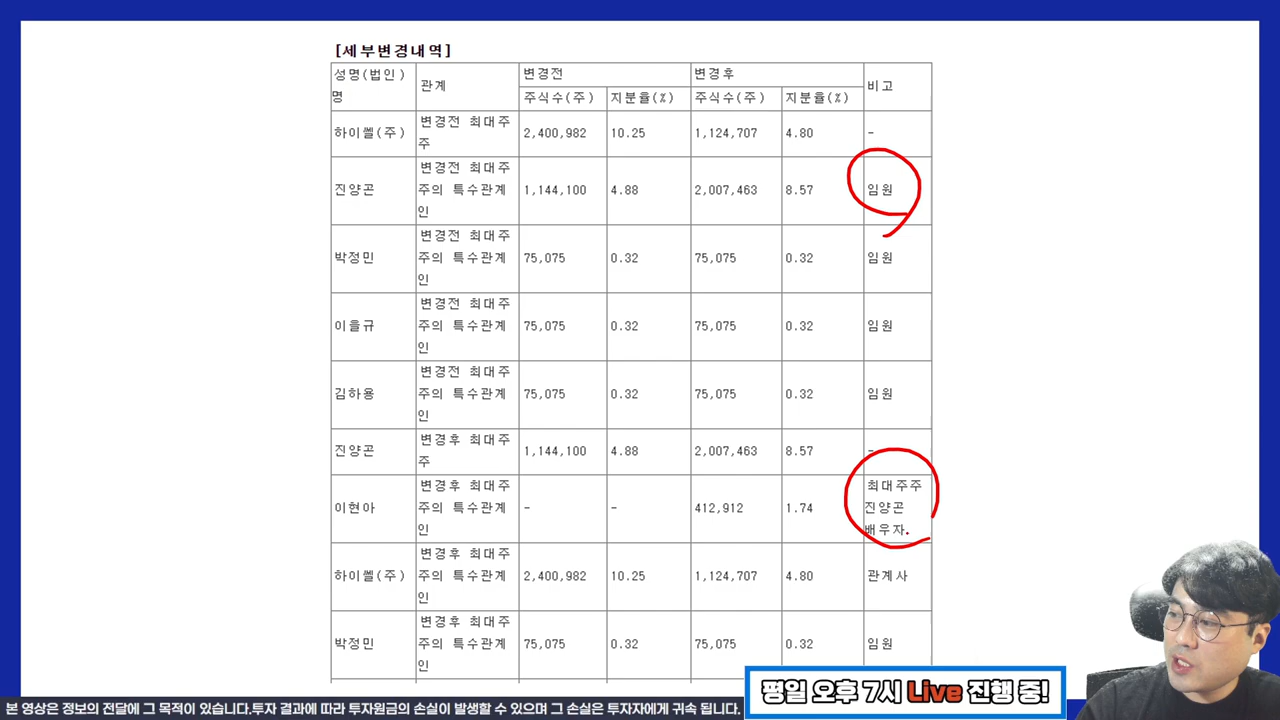 [세부변경내역]
성명(법인)명 관계 변경전 변경후 비고
주식수(주) 지분율(%) 주식수(주) 지분율(%)
하이쎌(주) 변경전 최대주주 2,400,982 10.25 1,124,707 4.80 -
진양곤 변경전 최대주주의 특수관계인 1,144,100 4.88 2,007,463 8.57 임원
박정민 변경전 최대주주의 특수관계인 75,075 0.32 75,075 0.32 임원
이을규 변경전 최대주주의 특수관계인 75,075 0.32 75,075 0.32 임원
김하용 변경전 최대주주의 특수관계인 75,075 0.32 75,075 0.32 임원
진양곤 변경후 최대주주 1,144,100 4.88 2,007,463 8.57 -
이현아 변경후 최대주주의 특수관계인 - - 412,912 1.74 최대주주 진양곤 배우자.
하이쎌(주) 변경후 최대주주의 특수관계인 2,400,982 10.25 1,124,707 4.80 관계사
박정민 변경후 최대주주의 특수관계인 75,075 0.32 75,075 0.32 임원
평일 오후 7시 Live 진행 중!
본 영상은 정보의 전달에 그 목적이 있습니다.투자 결과에 따라 투자원금의 손실이 발생할 수 있으며 그 손실은 투자자에게 귀속 됩니다.